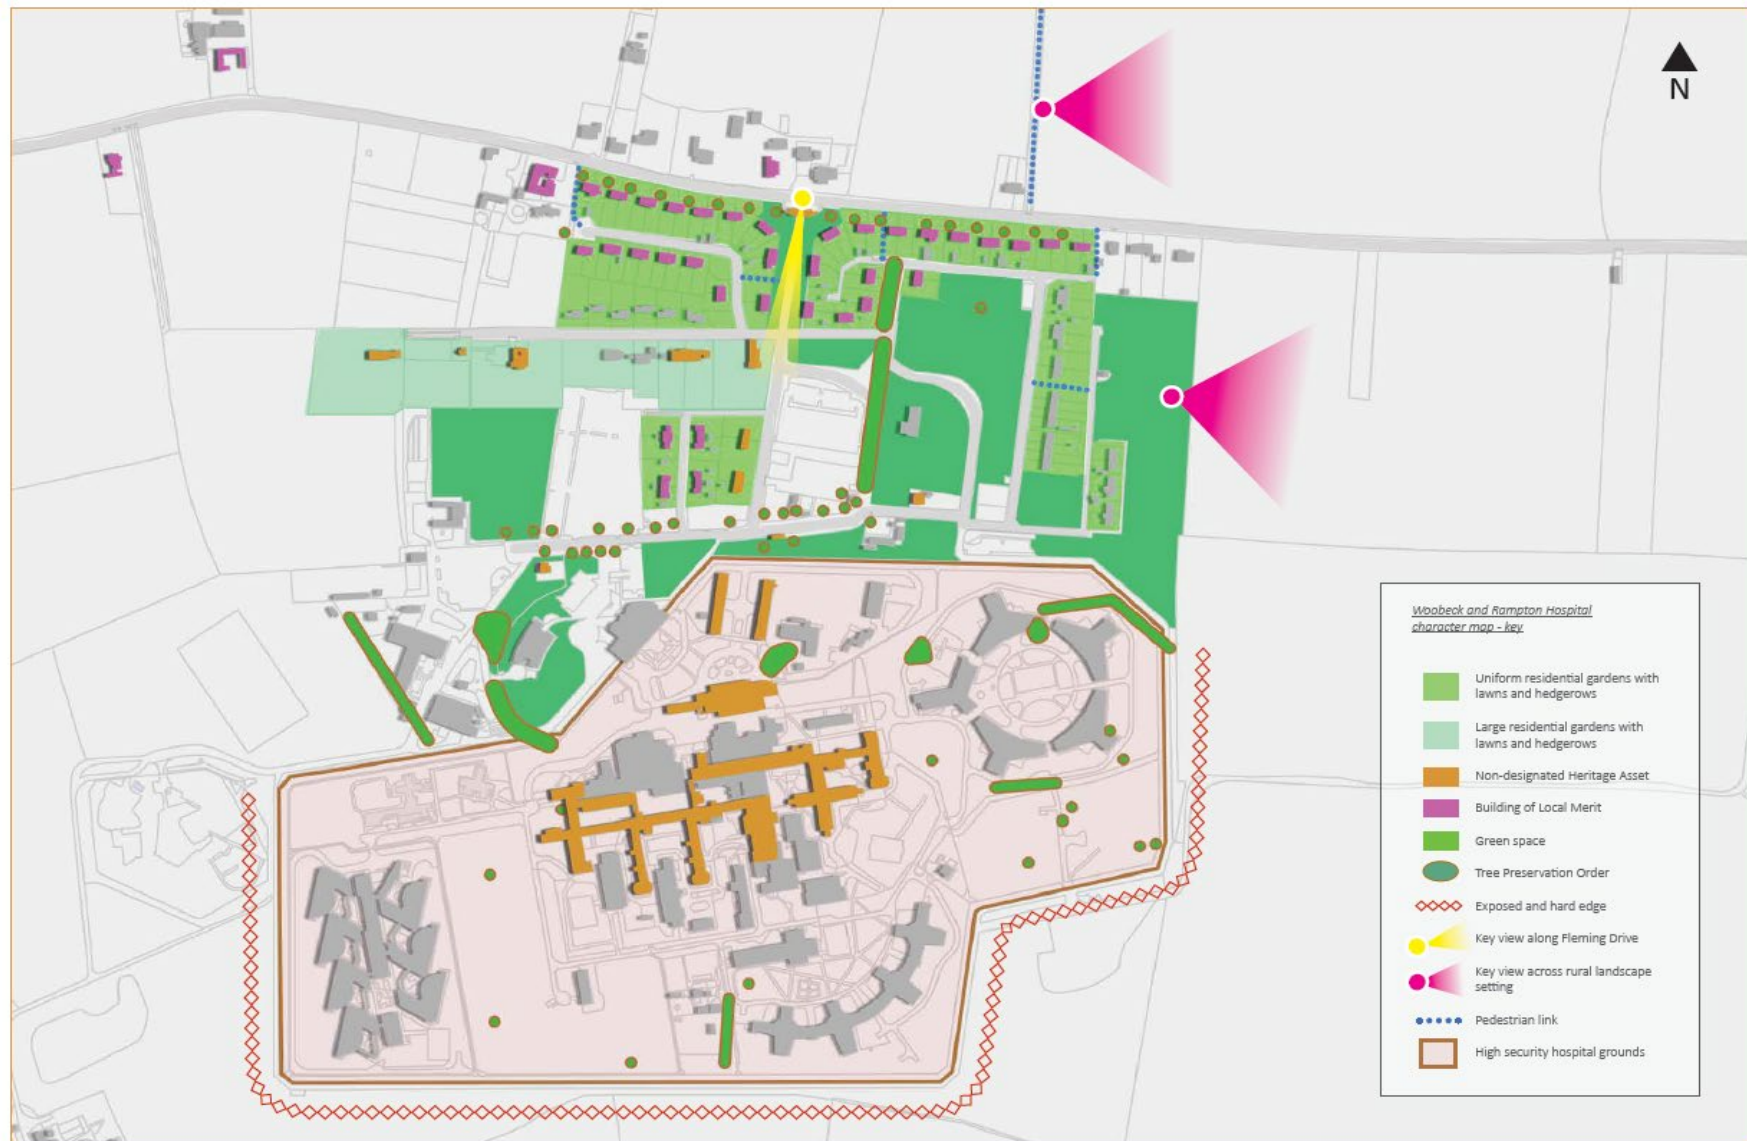 N
Woobeck and Rampton Hospital
character map - key
Uniform residential gardens with
lawns and hedgerows
Large residential gardens with
lawns and hedgerows
Non-designated Heritage Asset
Building of Local Merit
Green space
Tree Preservation Order
Exposed and hard edge
Key view along Fleming Drive
Key view across rural landscape
setting
Pedestrian link
High security hospital grounds